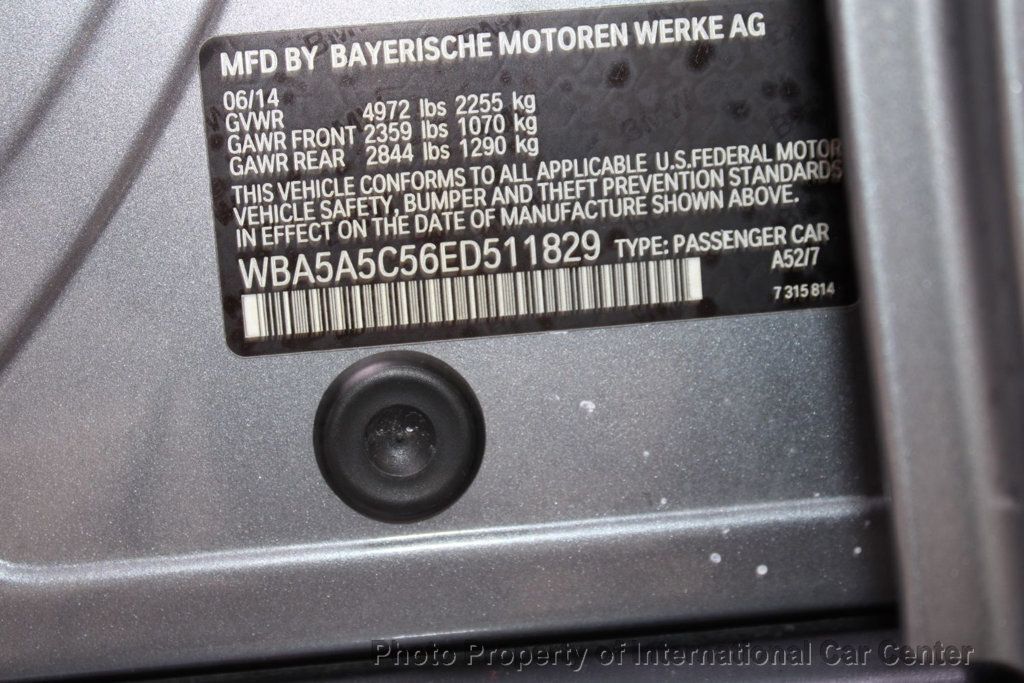 MFD BY BAYERISCHE MOTOREN WERKE AG
06/14
GVWR 4972 lbs 2255 kg
GAWR FRONT 2359 lbs 1070 kg
GAWR REAR 2844 lbs 1290 kg
THIS VEHICLE CONFORMS TO ALL APPLICABLE U.S.FEDERAL MOTOR
VEHICLE SAFETY, BUMPER AND THEFT PREVENTION STANDARDS
IN EFFECT ON THE DATE OF MANUFACTURE SHOWN ABOVE.
WBA5A5C56ED511829 TYPE: PASSENGER CAR
A52/7
7 315 814
Photo Property of International Car Center